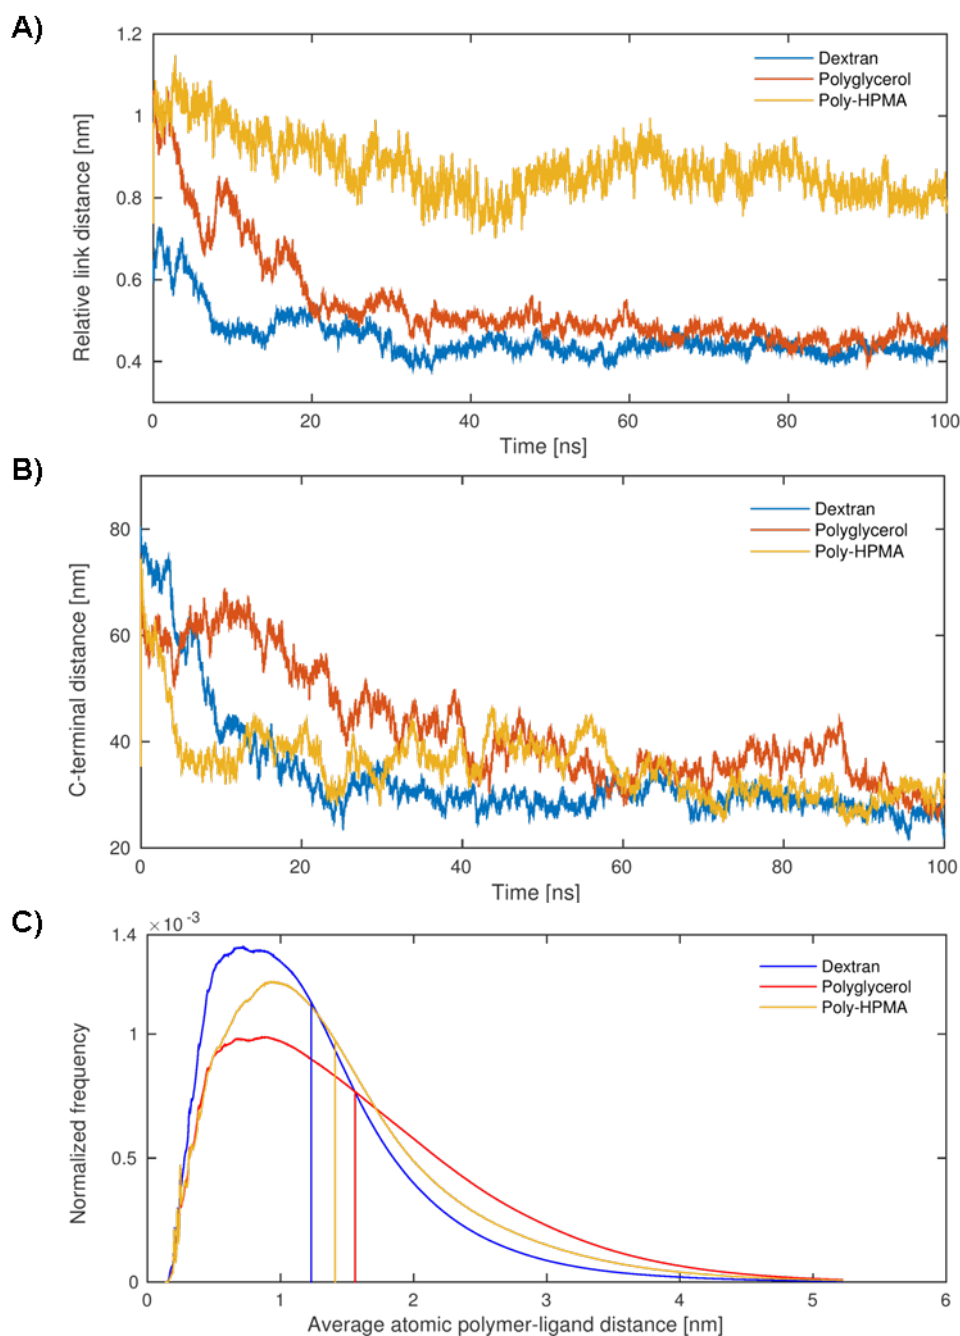 A)
1.2
1
0.8
0.6
0.4
Relative link distance [nm]
Dextran
Polyglycerol
Poly-HPMA
0 20 40 60 80 100
Time [ns]
B)
80
60
40
20
C-terminal distance [nm]
Dextran
Polyglycerol
Poly-HPMA
0 20 40 60 80 100
Time [ns]
C)
×10⁻³
1.4
1
0.5
0
Normalized frequency
Dextran
Polyglycerol
Poly-HPMA
0 1 2 3 4 5 6
Average atomic polymer-ligand distance [nm]